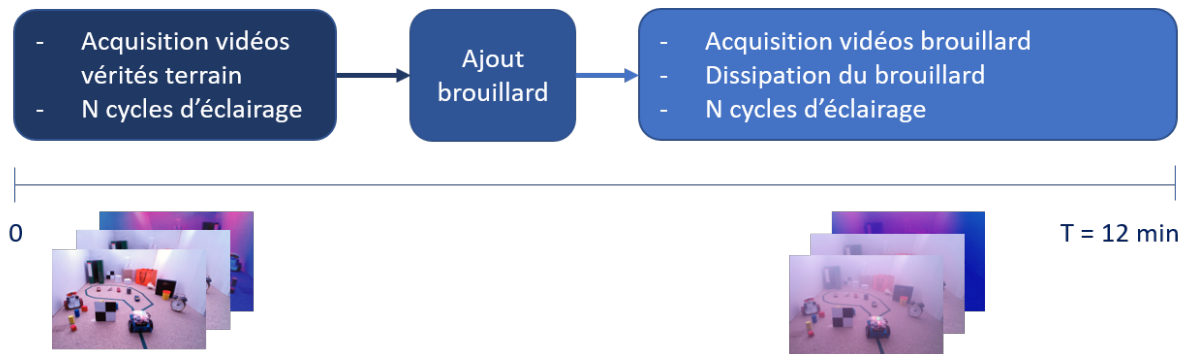 - Acquisition vidéos
vérités terrain
- N cycles d'éclairage
Ajout
brouillard
- Acquisition vidéos brouillard
- Dissipation du brouillard
- N cycles d'éclairage
0
T = 12 min